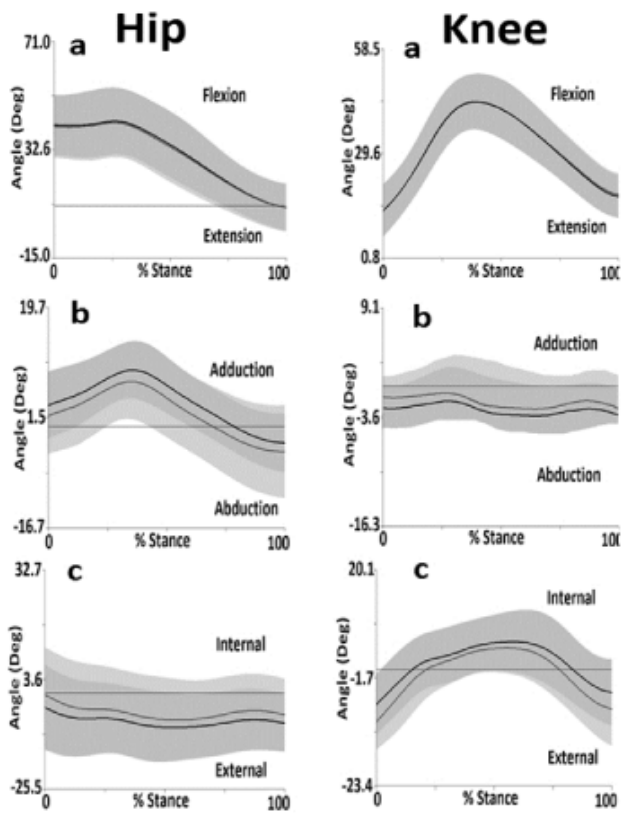 Hip
Knee
a
71.0
Angle (Deg)
32.6
-15.0
Flexion
Extension
0
% Stance
100
a
58.5
Angle (Deg)
29.6
0.8
Flexion
Extension
0
% Stance
100
b
19.7
Angle (Deg)
1.5
-16.7
Adduction
Abduction
0
% Stance
100
b
9.1
Angle (Deg)
-3.6
-16.3
Adduction
Abduction
0
% Stance
100
c
32.7
Angle (Deg)
3.6
-25.5
Internal
External
0
% Stance
100
c
20.1
Angle (Deg)
-1.7
-23.4
Internal
External
0
% Stance
100